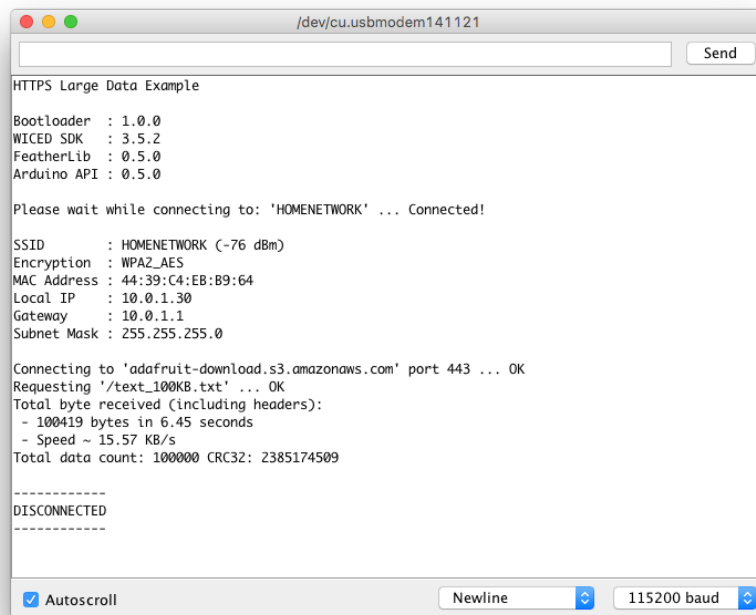 /dev/cu.usbmodem141121
Send
HTTPS Large Data Example
Bootloader : 1.0.0
WICED SDK : 3.5.2
FeatherLib : 0.5.0
Arduino API : 0.5.0
Please wait while connecting to: 'HOMENETWORK' ... Connected!
SSID : HOMENETWORK (-76 dBm)
Encryption : WPA2_AES
MAC Address : 44:39:C4:EB:B9:64
Local IP : 10.0.1.30
Gateway : 10.0.1.1
Subnet Mask : 255.255.255.0
Connecting to 'adafruit-download.s3.amazonaws.com' port 443 ... OK
Requesting '/text_100KB.txt' ... OK
Total byte received (including headers):
- 100419 bytes in 6.45 seconds
- Speed ~ 15.57 KB/s
Total data count: 100000 CRC32: 2385174509
------------
DISCONNECTED
------------
Autoscroll
Newline
115200 baud